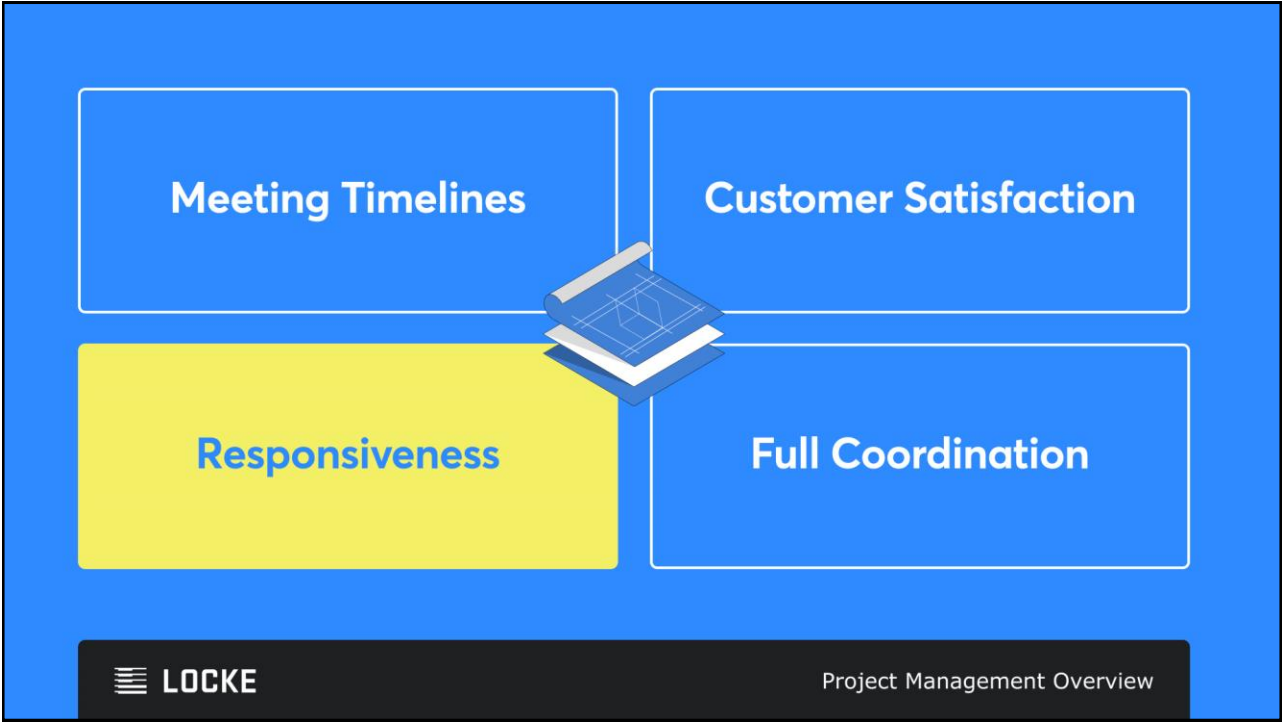 Meeting Timelines
Customer Satisfaction
Responsiveness
Full Coordination
LOCKE
Project Management Overview